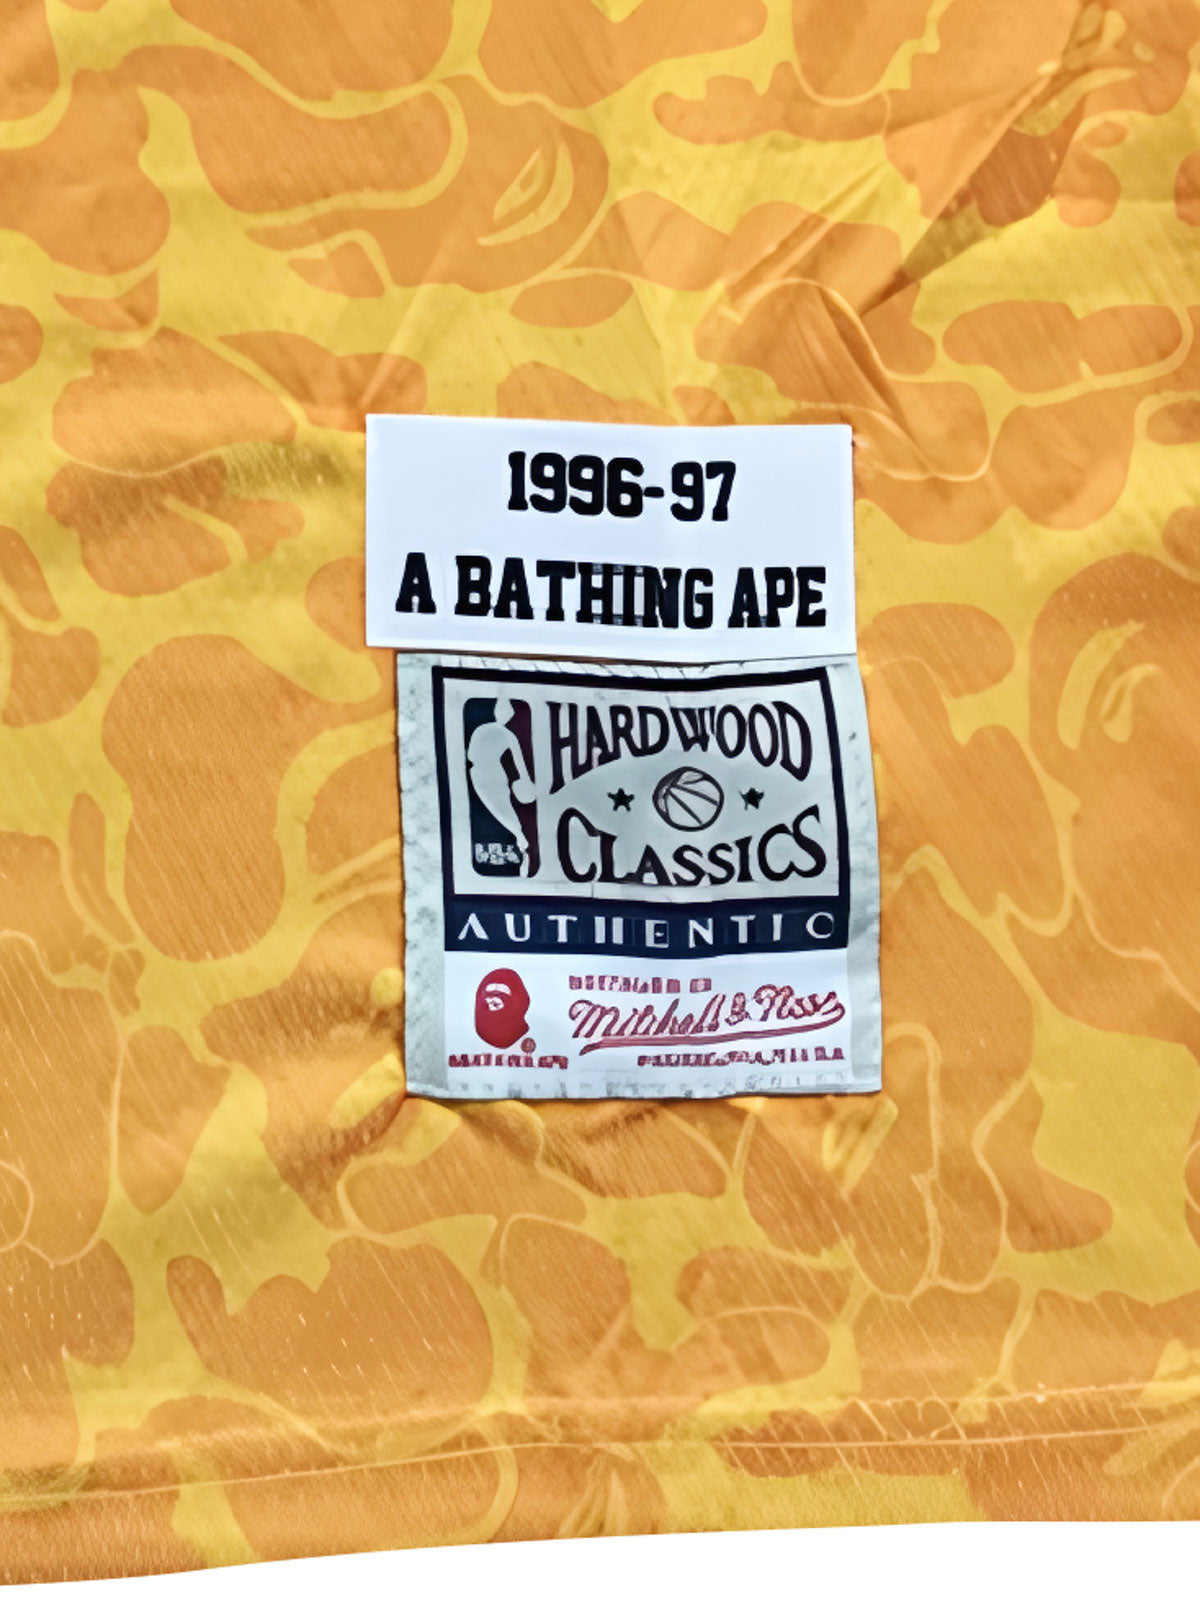 1996-97
A BATHING APE
HARDWOOD
CLASSICS
AUTHENTIC
Mitchell & Ness